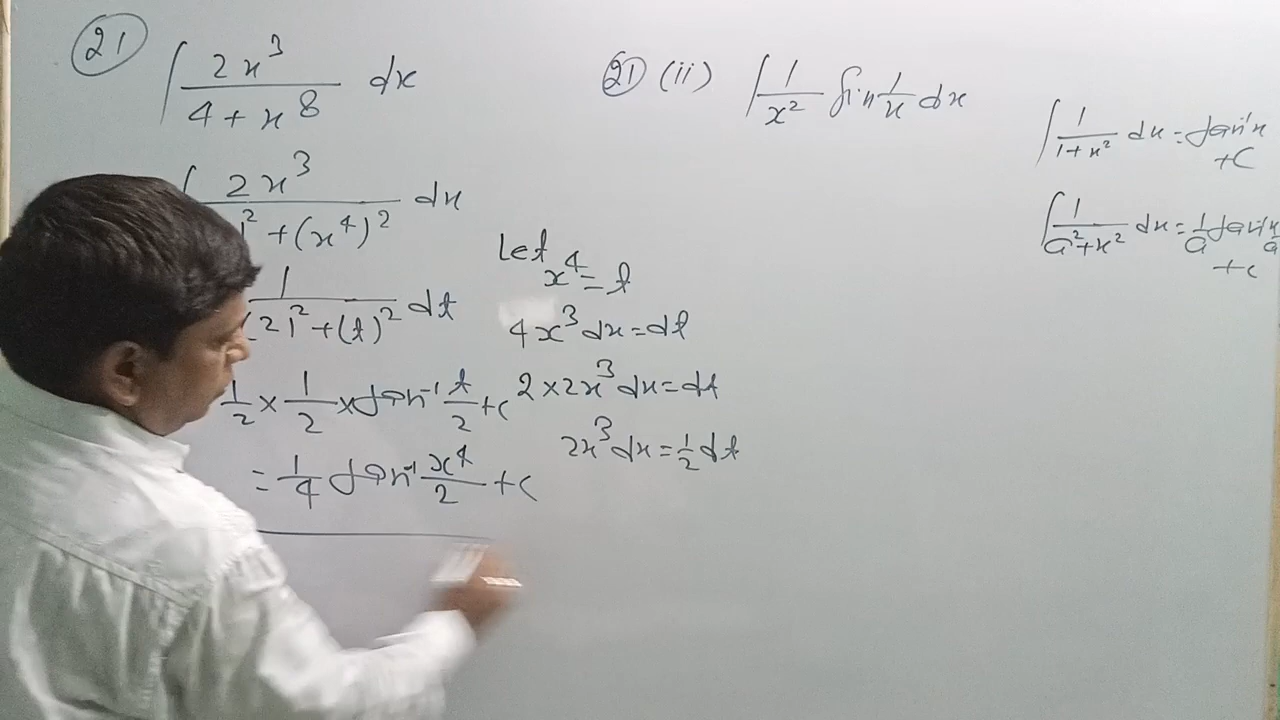 21
∫ 2x³ / 4 + x⁸ dx
∫ 2x³ / ( )² + (x⁴)² dx
1 / (2)² + (t)² dt
1/2 × 1/2 × tan⁻¹ t/2 + c
= 1/4 tan⁻¹ x⁴/2 + c
Let x⁴ = t
4x³ dx = dt
2 × 2x³ dx = dt
2x³ dx = 1/2 dt
21 (ii) ∫ 1/x² Sin 1/x dx
∫ 1 / 1 + x² dx = tan⁻¹x + C
∫ 1 / a² + x² dx = 1/a tan⁻¹ x/a + c